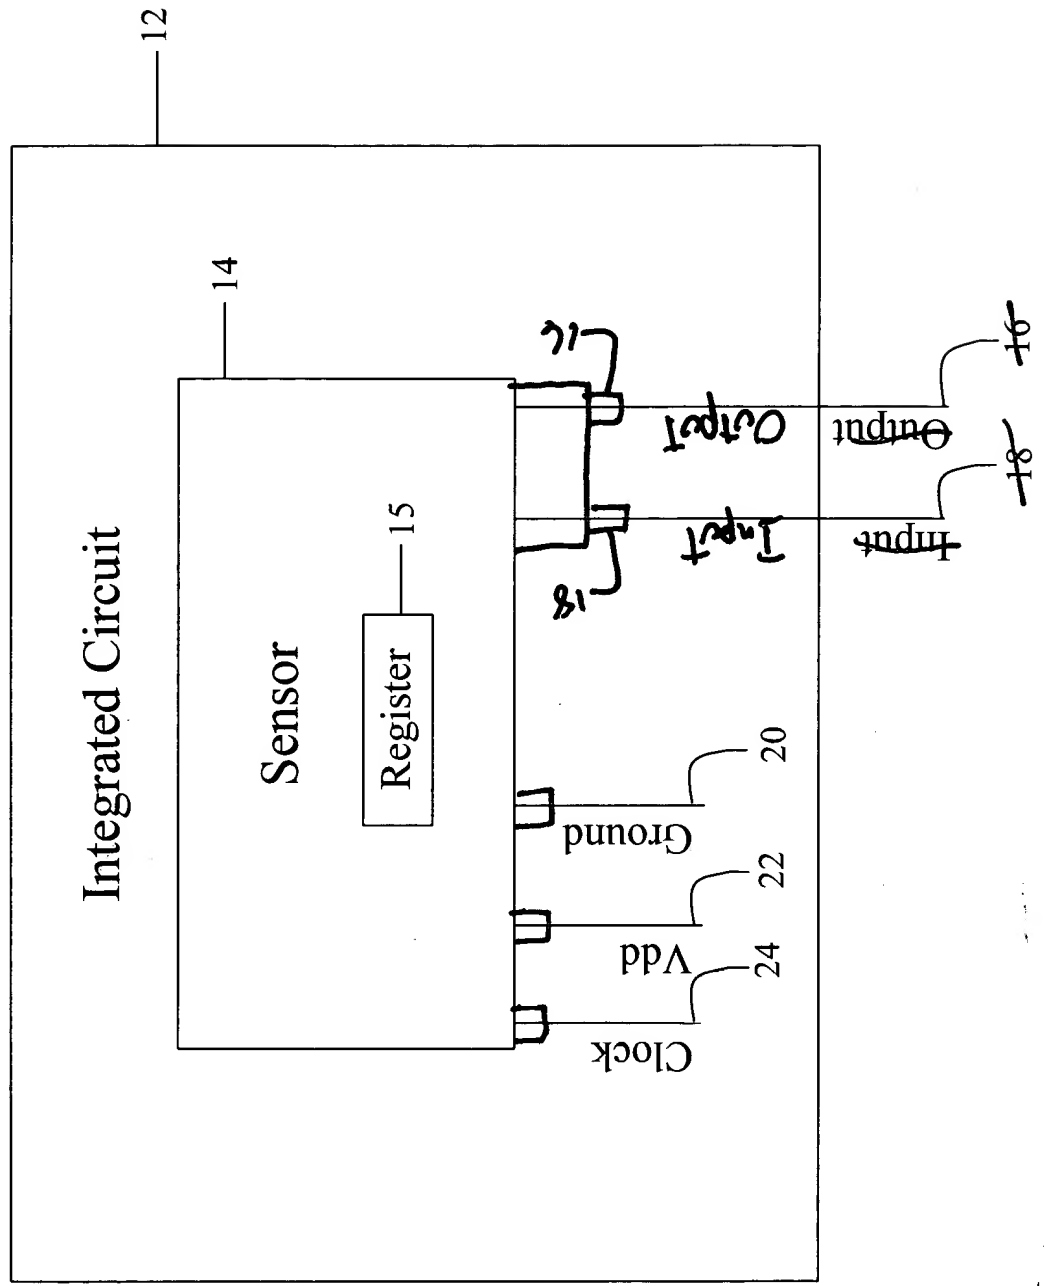 Integrated Circuit
12
Sensor
14
Register
15
Clock
24
Vdd
22
Ground
20
18
Input
Input
18
16
Output
Output
16